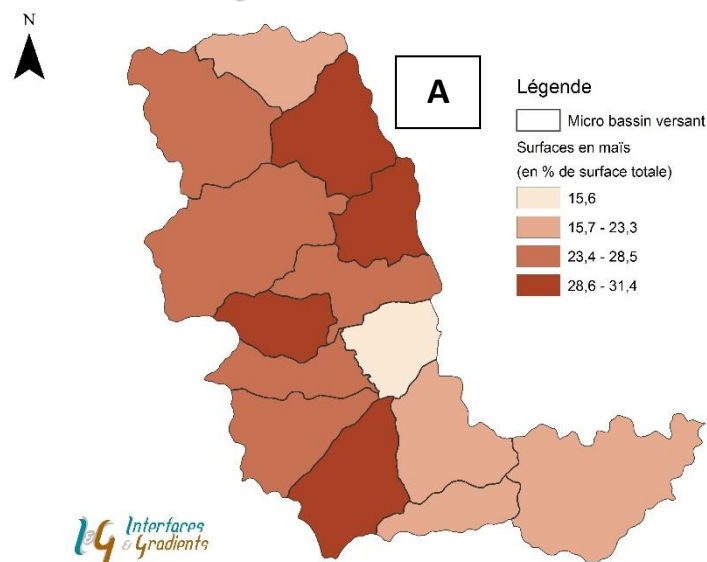 N
A
Légende
Micro bassin versant
Surfaces en maïs
(en % de surface totale)
15,6
15,7 - 23,3
23,4 - 28,5
28,6 - 31,4
I&G Interfaces
& Gradients